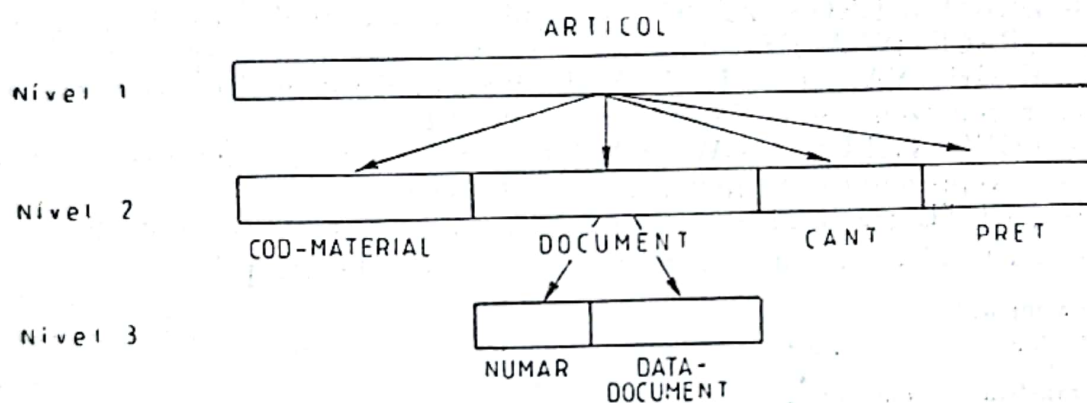 ARTICOL
Nivel 1
Nivel 2
COD-MATERIAL DOCUMENT CANT PRET
Nivel 3
NUMAR DATA-
DOCUMENT